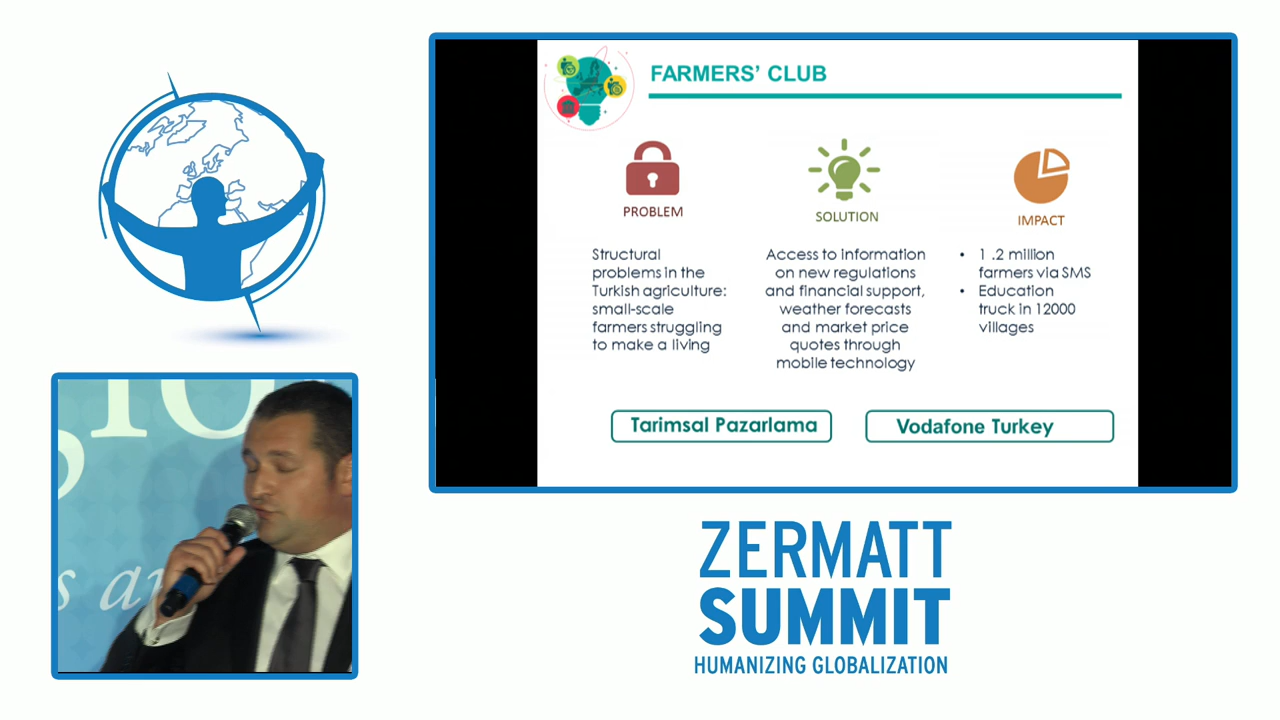 FARMERS' CLUB
PROBLEM
SOLUTION
IMPACT
Structural
problems in the
Turkish agriculture:
small-scale
farmers struggling
to make a living
Access to information
on new regulations
and financial support,
weather forecasts
and market price
quotes through
mobile technology
• 1 .2 million
farmers via SMS
• Education
truck in 12000
villages
Tarimsal Pazarlama
Vodafone Turkey
ZERMATT
SUMMIT
HUMANIZING GLOBALIZATION